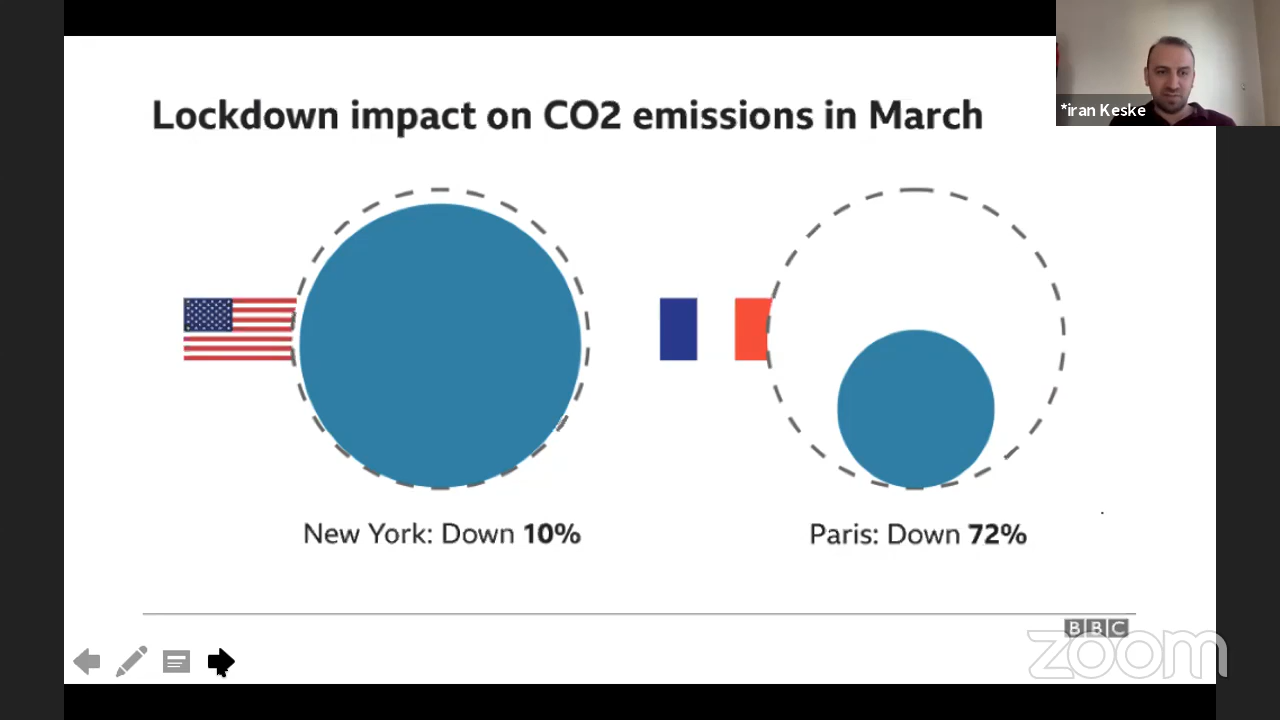 Lockdown impact on CO2 emissions in March
*iran Keske
New York: Down 10%
Paris: Down 72%
BBC
zoom